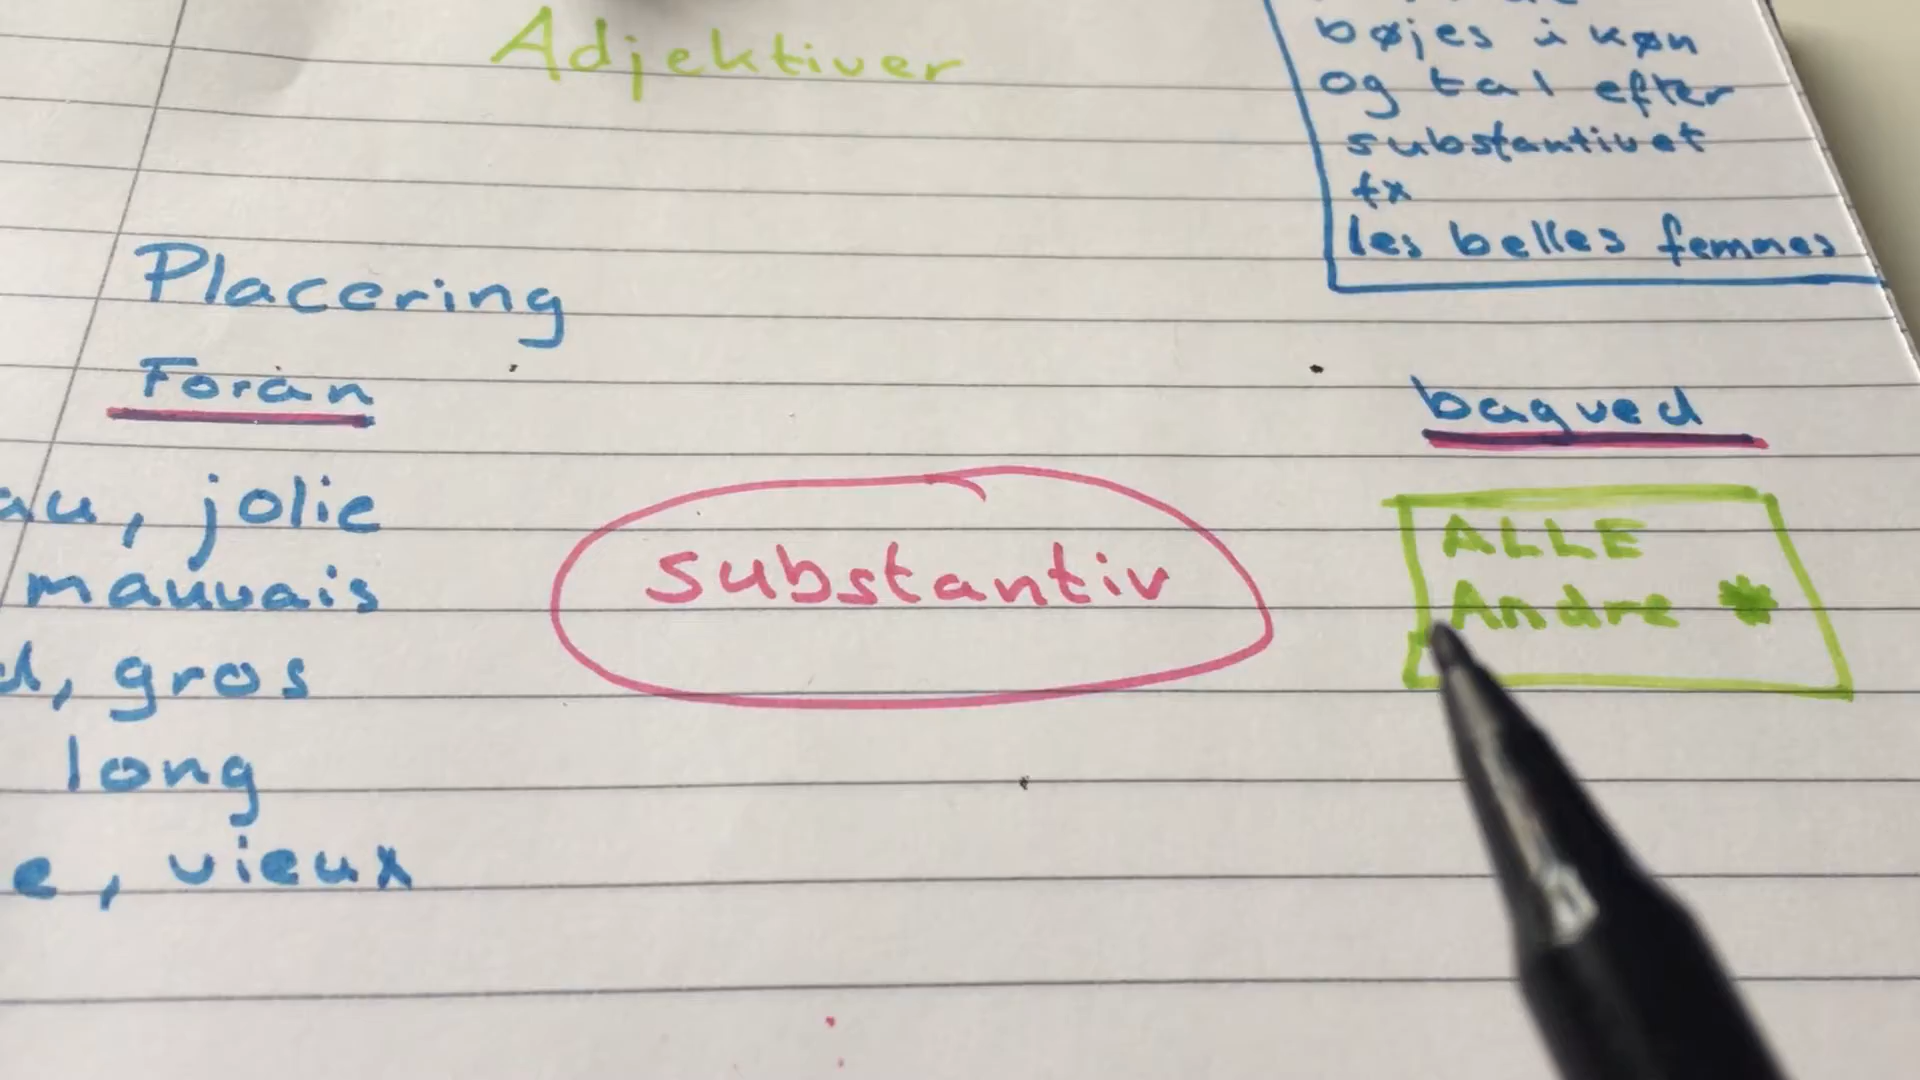 Adjektiver
bøjes i køn
og tal efter
substantivet
fx
les belles femmes
Placering
Foran
bagved
au, jolie
mauvais
d, gros
long
e, vieux
substantiv
ALLE
Andre *